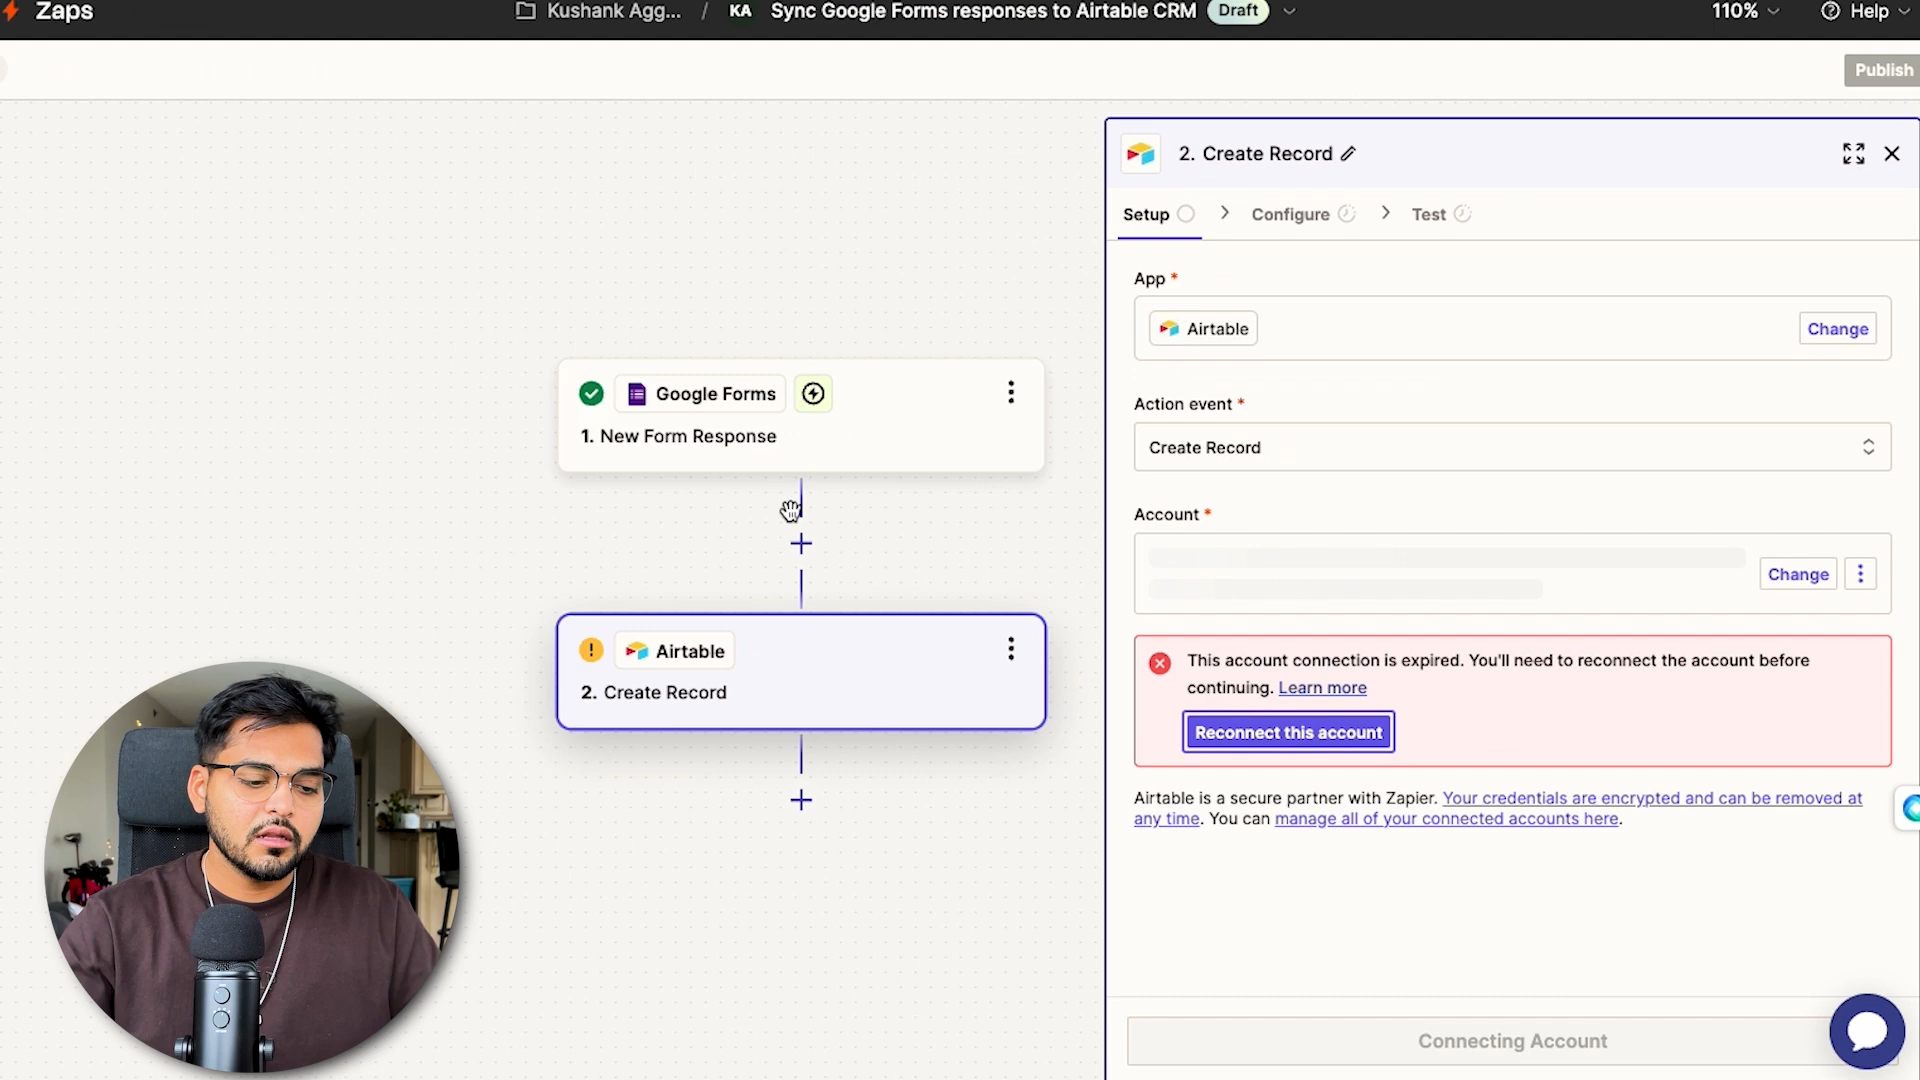 Zaps
Kushank Agg... / KA Sync Google Forms responses to Airtable CRM Draft
110%
Help
Publish
2. Create Record
Setup
Configure
Test
App *
Airtable
Change
Action event *
Create Record
Account *
Change
This account connection is expired. You'll need to reconnect the account before
continuing. Learn more
Reconnect this account
Airtable is a secure partner with Zapier. Your credentials are encrypted and can be removed at
any time. You can manage all of your connected accounts here.
Connecting Account
Google Forms
1. New Form Response
Airtable
2. Create Record